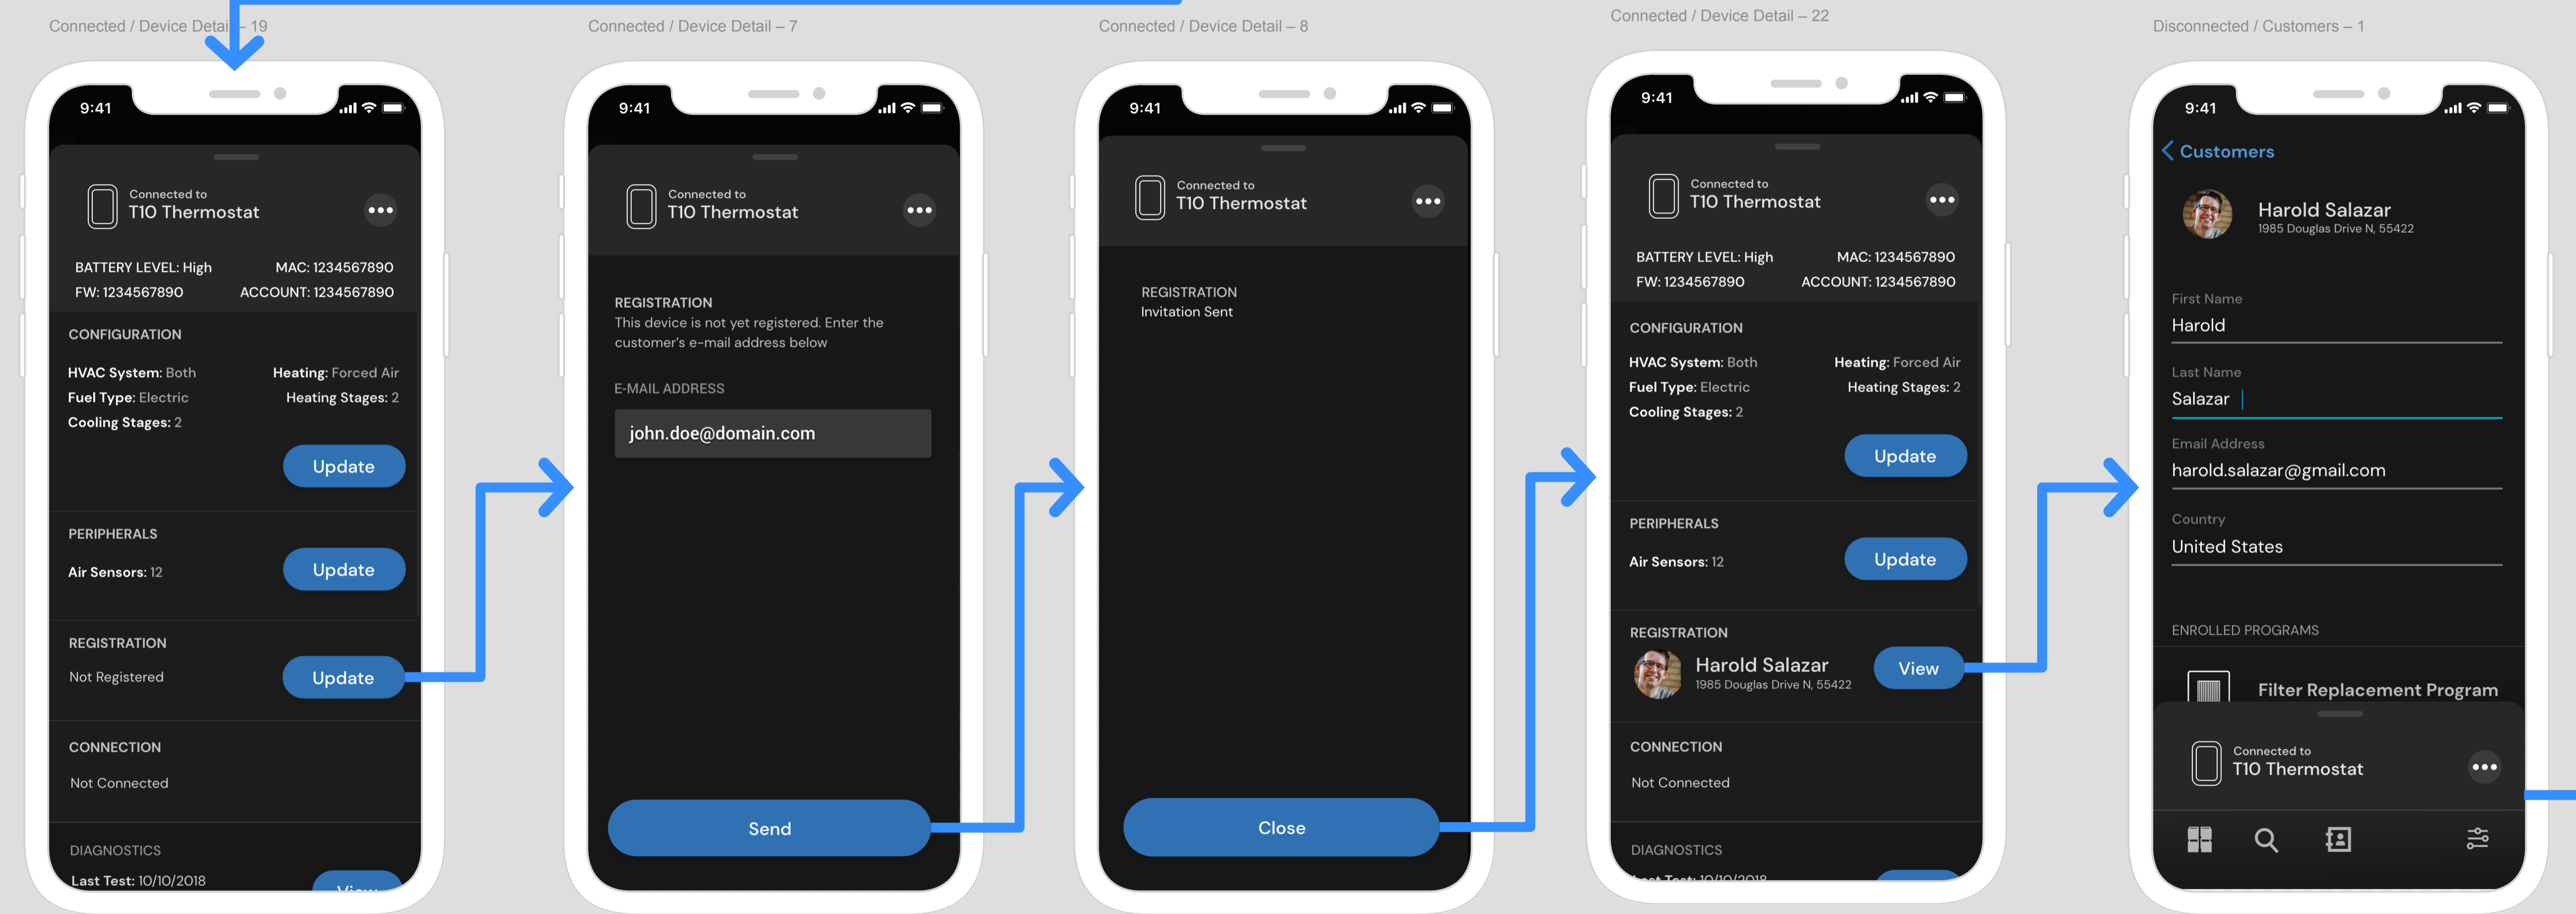 Connected / Device Detail – 19
9:41
Connected to
T10 Thermostat
BATTERY LEVEL: High MAC: 1234567890
FW: 1234567890 ACCOUNT: 1234567890
CONFIGURATION
HVAC System: Both Heating: Forced Air
Fuel Type: Electric Heating Stages: 2
Cooling Stages: 2
Update
PERIPHERALS
Air Sensors: 12 Update
REGISTRATION
Not Registered Update
CONNECTION
Not Connected
DIAGNOSTICS
Last Test: 10/10/2018
View
Connected / Device Detail – 7
9:41
Connected to
T10 Thermostat
REGISTRATION
This device is not yet registered. Enter the
customer's e-mail address below
E-MAIL ADDRESS
john.doe@domain.com
Send
Connected / Device Detail – 8
9:41
Connected to
T10 Thermostat
REGISTRATION
Invitation Sent
Close
Connected / Device Detail – 22
9:41
Connected to
T10 Thermostat
BATTERY LEVEL: High MAC: 1234567890
FW: 1234567890 ACCOUNT: 1234567890
CONFIGURATION
HVAC System: Both Heating: Forced Air
Fuel Type: Electric Heating Stages: 2
Cooling Stages: 2
Update
PERIPHERALS
Air Sensors: 12 Update
REGISTRATION
Harold Salazar View
1985 Douglas Drive N, 55422
CONNECTION
Not Connected
DIAGNOSTICS
Last Test: 10/10/2018
Disconnected / Customers – 1
9:41
Customers
Harold Salazar
1985 Douglas Drive N, 55422
First Name
Harold
Last Name
Salazar
Email Address
harold.salazar@gmail.com
Country
United States
ENROLLED PROGRAMS
Filter Replacement Program
Connected to
T10 Thermostat